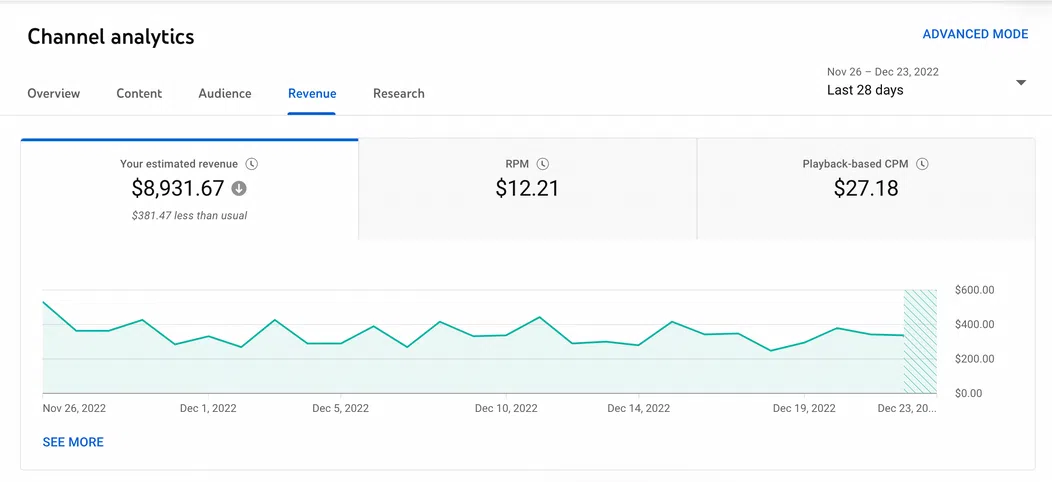 Channel analytics
ADVANCED MODE
Nov 26 – Dec 23, 2022
Last 28 days
Overview
Content
Audience
Revenue
Research
Your estimated revenue
$8,931.67
$381.47 less than usual
RPM
$12.21
Playback-based CPM
$27.18
$600.00
$400.00
$200.00
$0.00
Nov 26, 2022
Dec 1, 2022
Dec 5, 2022
Dec 10, 2022
Dec 14, 2022
Dec 19, 2022
Dec 23, 20...
SEE MORE